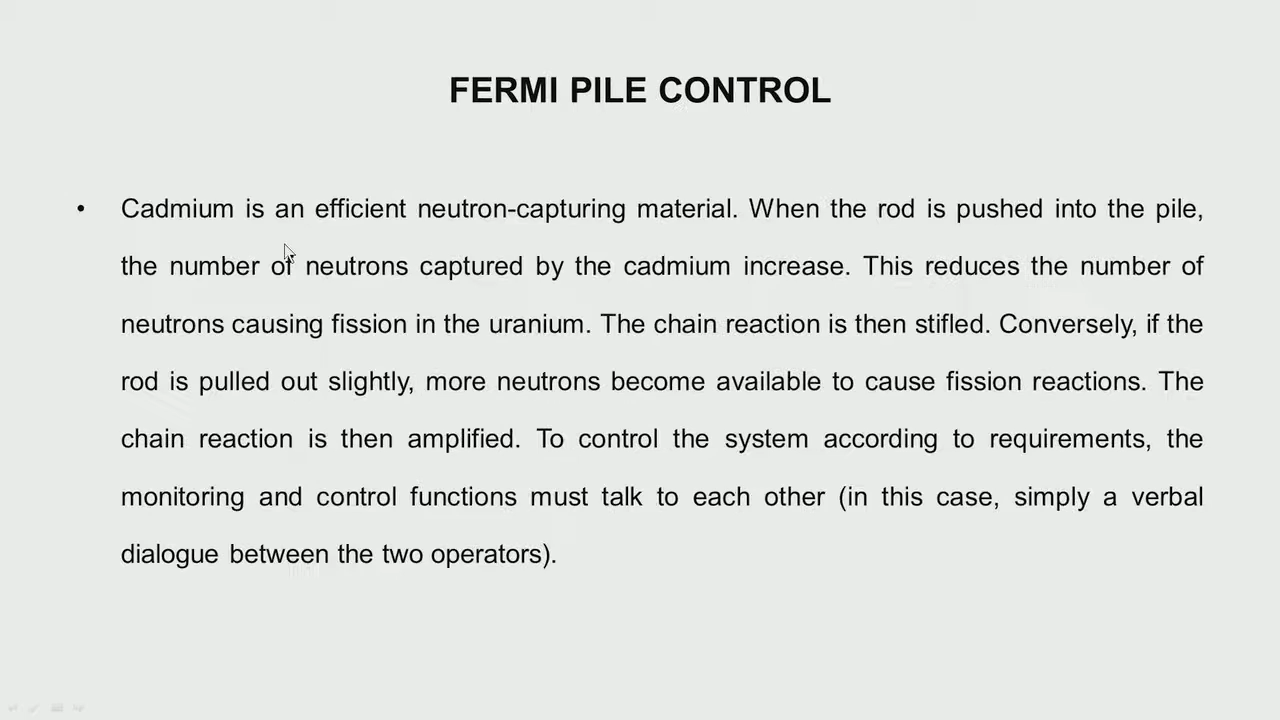 FERMI PILE CONTROL
• Cadmium is an efficient neutron-capturing material. When the rod is pushed into the pile,
the number of neutrons captured by the cadmium increase. This reduces the number of
neutrons causing fission in the uranium. The chain reaction is then stifled. Conversely, if the
rod is pulled out slightly, more neutrons become available to cause fission reactions. The
chain reaction is then amplified. To control the system according to requirements, the
monitoring and control functions must talk to each other (in this case, simply a verbal
dialogue between the two operators).